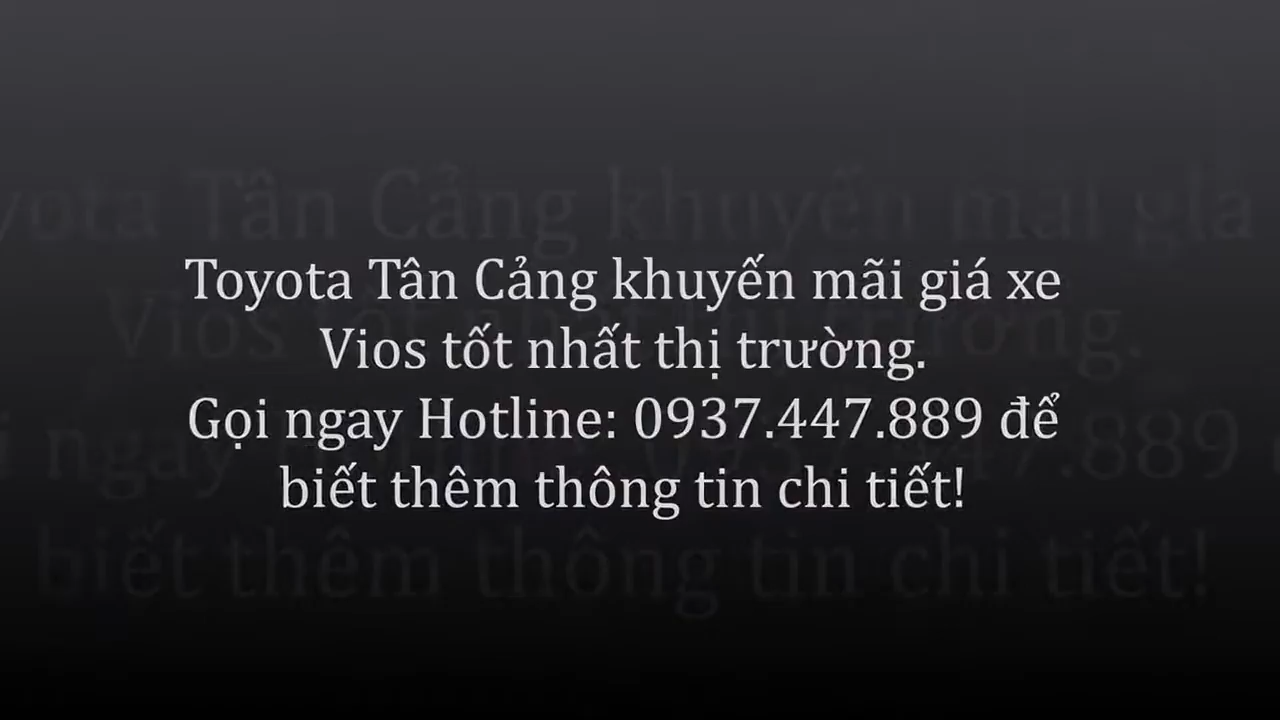 Toyota Tân Cảng khuyến mãi giá xe
Vios tốt nhất thị trường.
Gọi ngay Hotline: 0937.447.889 để
biết thêm thông tin chi tiết!